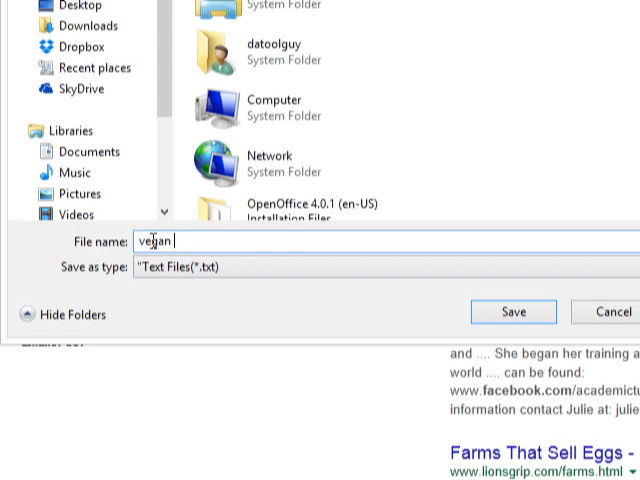 System Folder
Desktop
Downloads
Dropbox
Recent places
SkyDrive
datoolguy
System Folder
Computer
System Folder
Network
System Folder
OpenOffice 4.0.1 (en-US)
Installation Files
Libraries
Documents
Music
Pictures
Videos
File name: vegan
Save as type: "Text Files(*.txt)
Hide Folders
Save
Cancel
and .... She began her training a
world .... can be found:
www.facebook.com/academictu
information contact Julie at: julie
Farms That Sell Eggs -
www.lionsgrip.com/farms.html